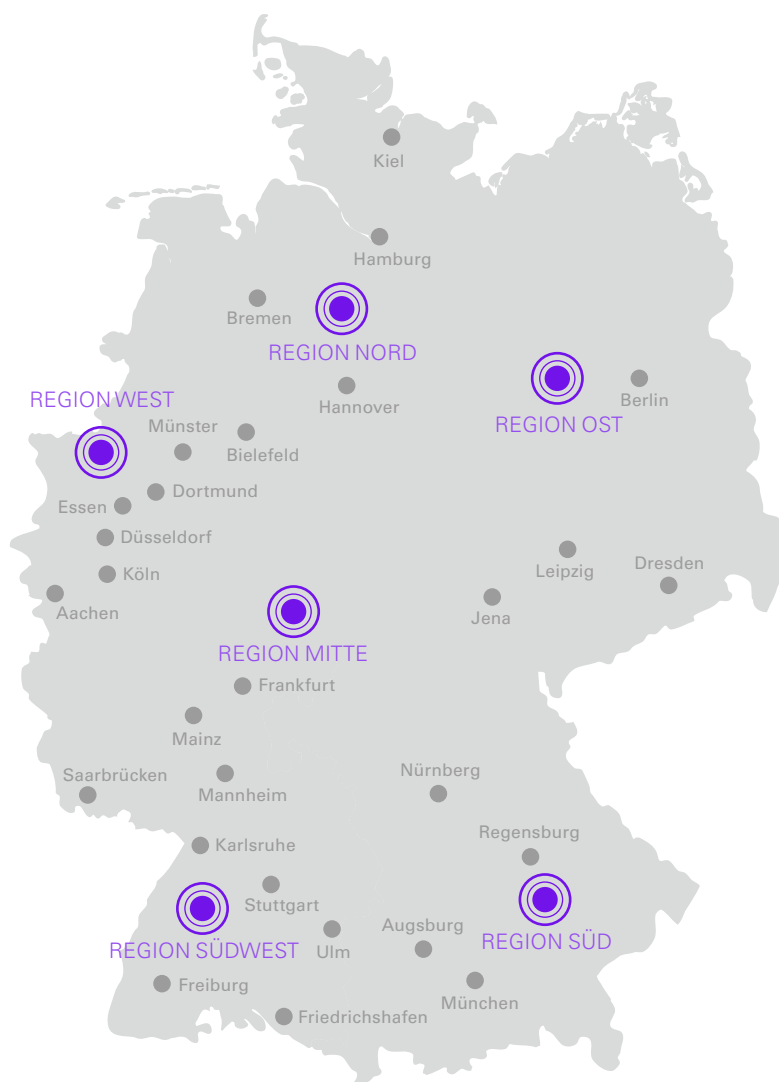 Kiel
Hamburg
Bremen
REGION NORD
Hannover
Berlin
REGION WEST
REGION OST
Münster
Bielefeld
Dortmund
Essen
Düsseldorf
Leipzig
Dresden
Köln
Aachen
Jena
REGION MITTE
Frankfurt
Mainz
Nürnberg
Saarbrücken
Mannheim
Regensburg
Karlsruhe
Stuttgart
Augsburg
REGION SÜD
REGION SÜDWEST
Ulm
Freiburg
München
Friedrichshafen